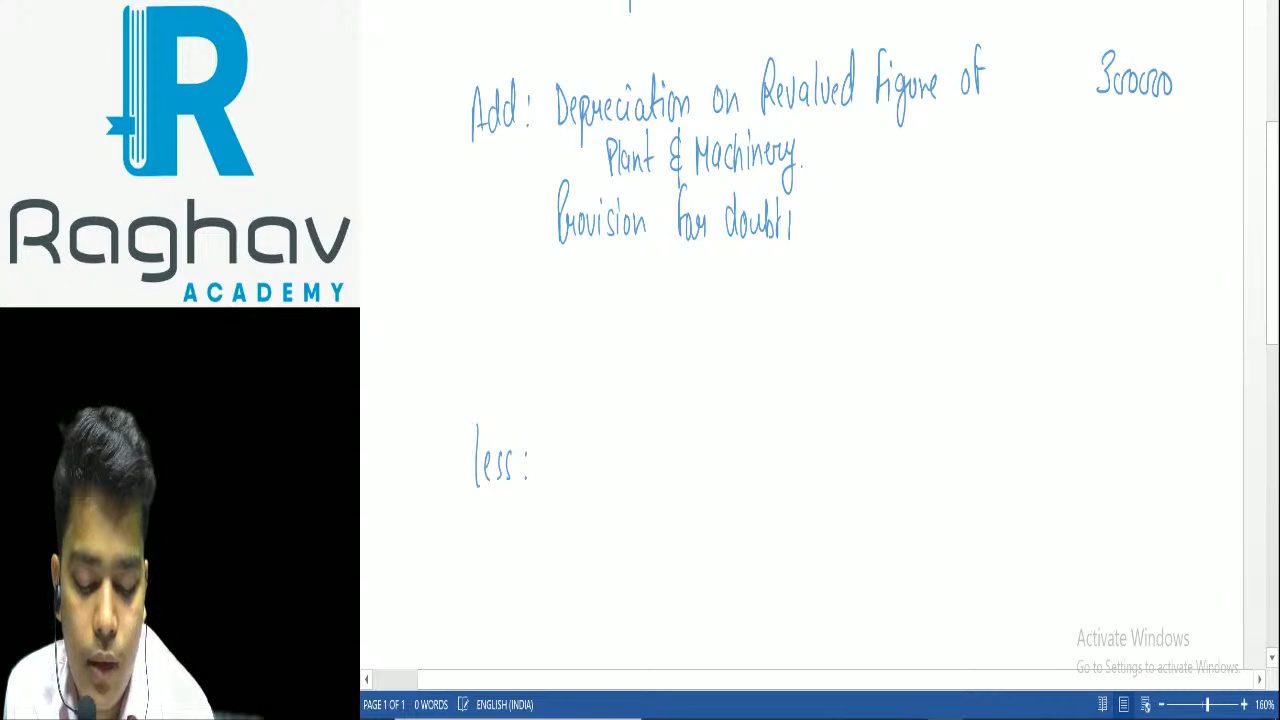 Raghav
ACADEMY
Add: Depreciation on Revalued figure of 300000
Plant & Machinery.
Provision for doubt
less:
Activate Windows
Go to Settings to activate Windows.
PAGE 1 OF 1 0 WORDS ENGLISH (INDIA) 160%